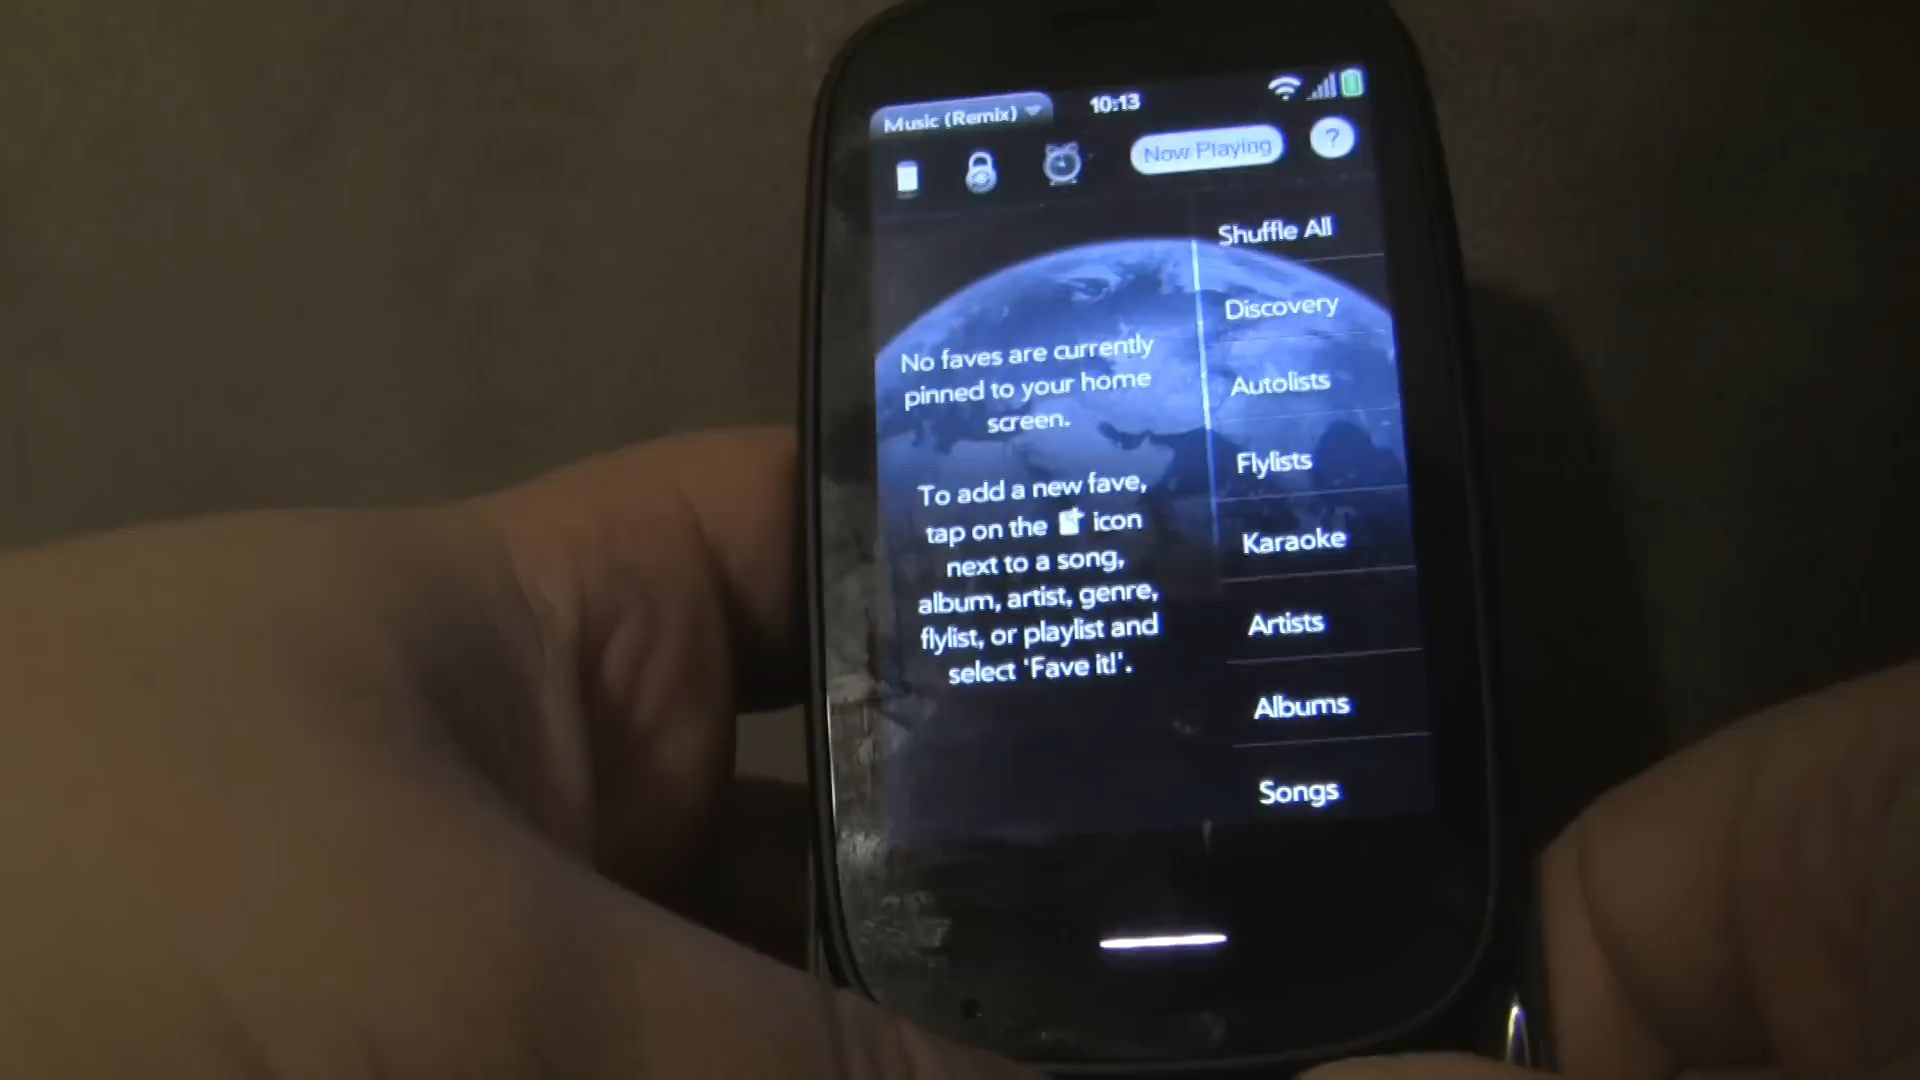 Music (Remix)
10:13
Now Playing
?
No faves are currently
pinned to your home
screen.
To add a new fave,
tap on the icon
next to a song,
album, artist, genre,
flylist, or playlist and
select 'Fave it!'.
Shuffle All
Discovery
Autolists
Flylists
Karaoke
Artists
Albums
Songs